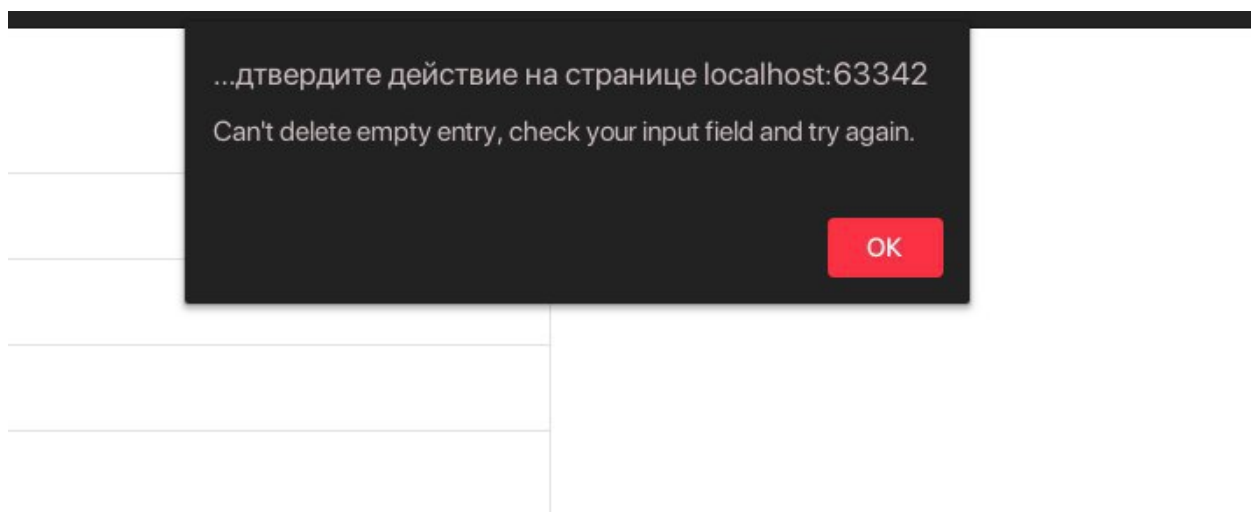 ...дтвердите действие на странице localhost:63342
Can't delete empty entry, check your input field and try again.
OK